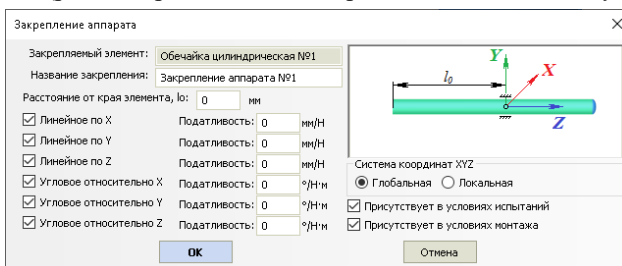 Закрепление аппарата
Закрепляемый элемент: Обечайка цилиндрическая №1
Название закрепления: Закрепление аппарата №1
Расстояние от края элемента, lо: 0 мм
Линейное по X Податливость: 0 мм/Н
Линейное по Y Податливость: 0 мм/Н
Линейное по Z Податливость: 0 мм/Н
Угловое относительно X Податливость: 0 °/Н·м
Угловое относительно Y Податливость: 0 °/Н·м
Угловое относительно Z Податливость: 0 °/Н·м
OK
Y
X
l0
Z
Система координат XYZ
Глобальная Локальная
Присутствует в условиях испытаний
Присутствует в условиях монтажа
Отмена